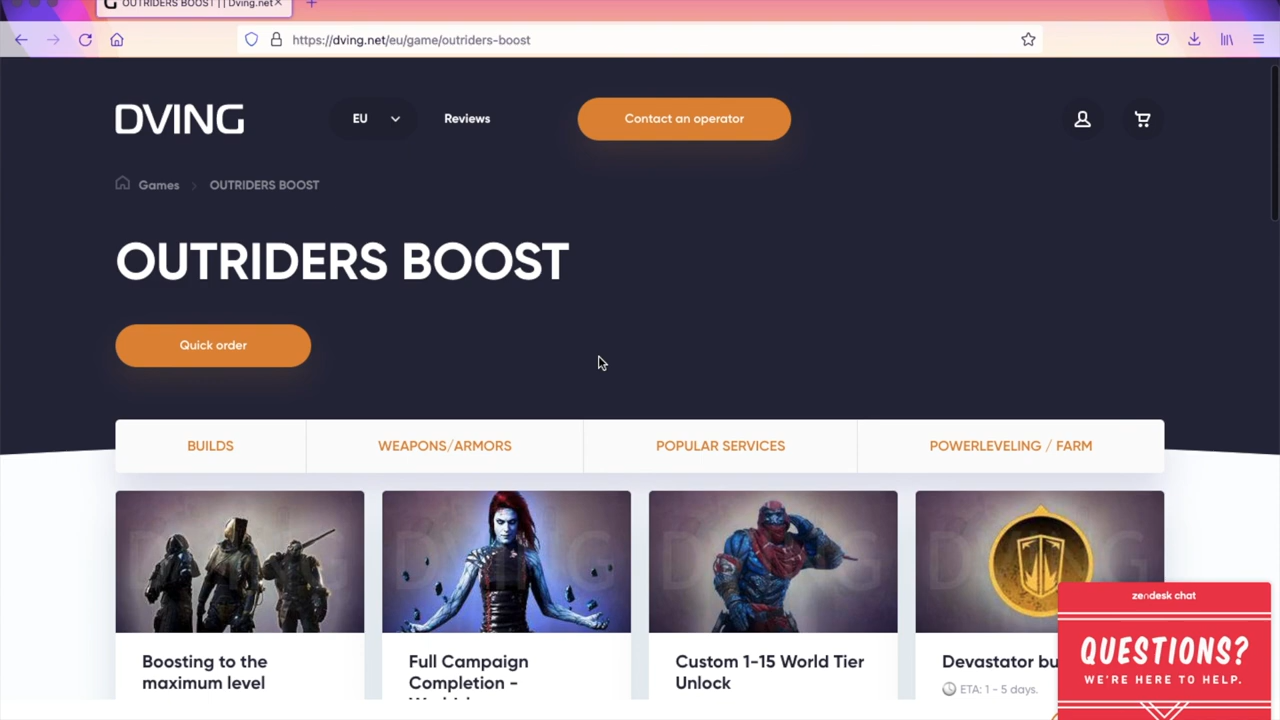 OUTRIDERS BOOST | | Dving.net
https://dving.net/eu/game/outriders-boost
DVING
EU
Reviews
Contact an operator
Games
OUTRIDERS BOOST
OUTRIDERS BOOST
Quick order
BUILDS
WEAPONS/ARMORS
POPULAR SERVICES
POWERLEVELING / FARM
Boosting to the
maximum level
Full Campaign
Completion -
Custom 1-15 World Tier
Unlock
Devastator bu
ETA: 1 - 5 days.
zendesk chat
QUESTIONS?
WE'RE HERE TO HELP.